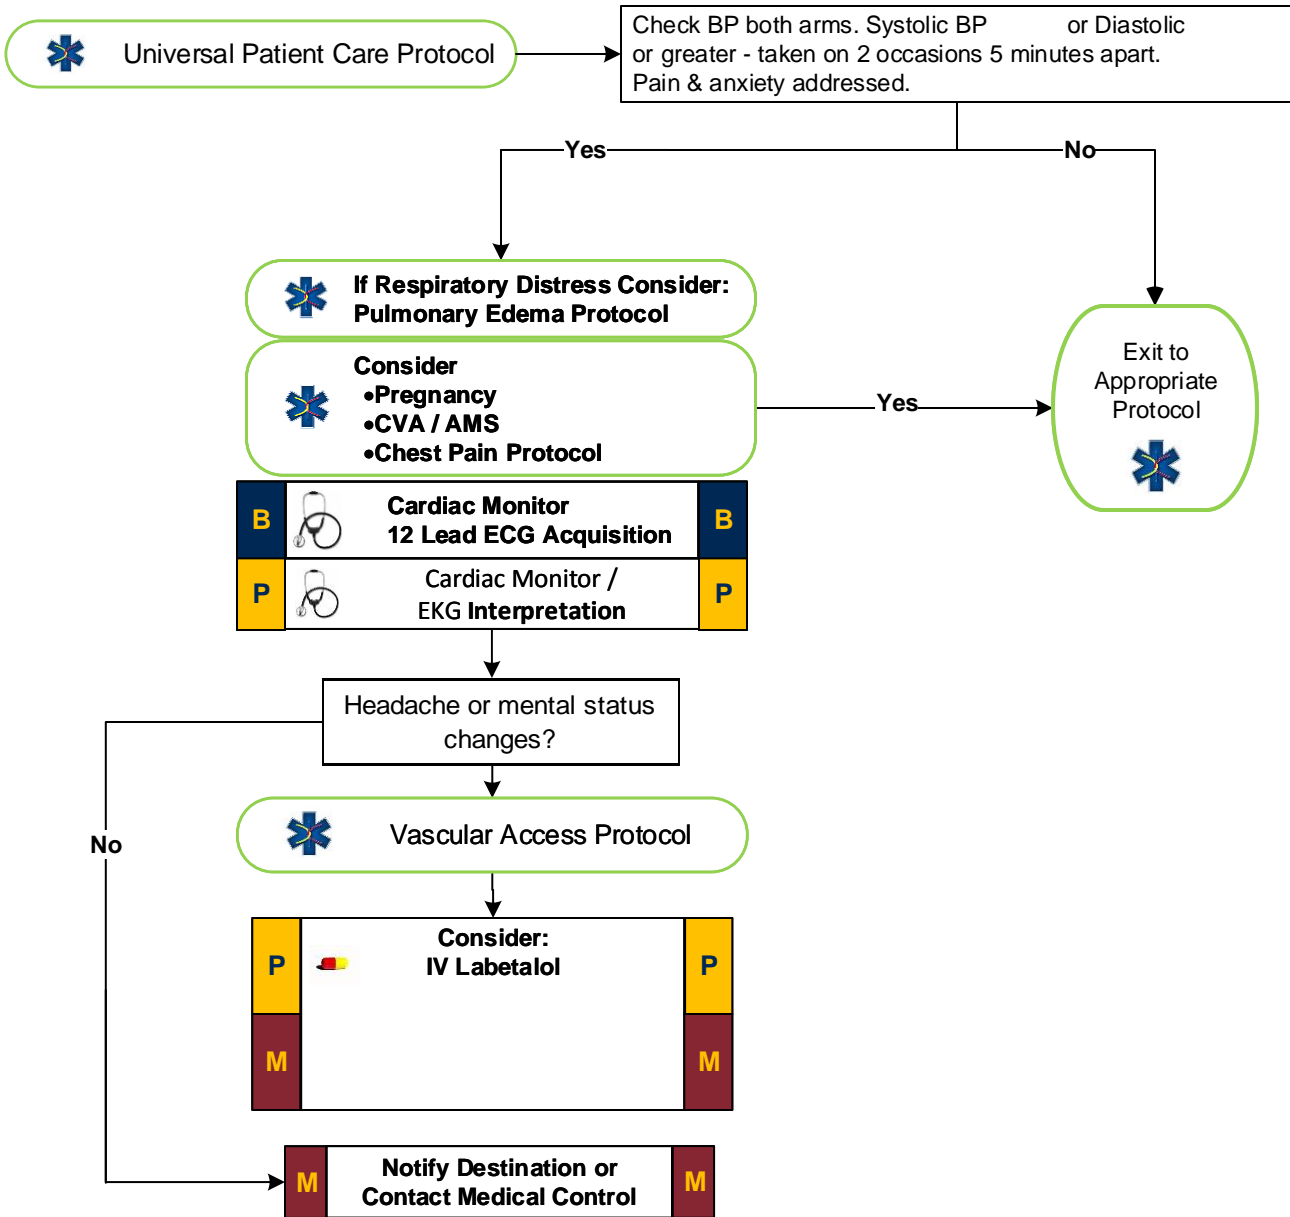 Universal Patient Care Protocol
Check BP both arms. Systolic BP or Diastolic
or greater - taken on 2 occasions 5 minutes apart.
Pain & anxiety addressed.
Yes
No
If Respiratory Distress Consider:
Pulmonary Edema Protocol
Consider
•Pregnancy
•CVA / AMS
•Chest Pain Protocol
Yes
Exit to
Appropriate
Protocol
B
Cardiac Monitor
12 Lead ECG Acquisition
B
P
Cardiac Monitor /
EKG Interpretation
P
Headache or mental status
changes?
No
Vascular Access Protocol
P
Consider:
IV Labetalol
P
M
M
M
Notify Destination or
Contact Medical Control
M